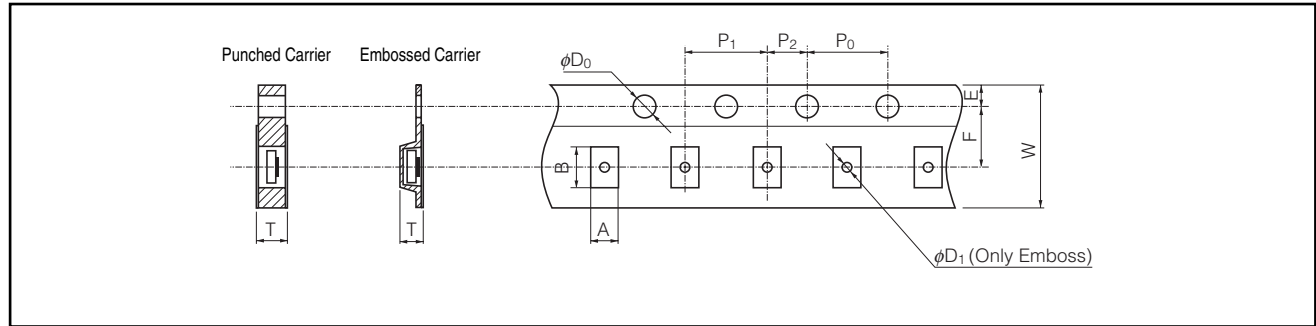 Punched Carrier
Embossed Carrier
ϕD0
P1
P2
P0
E
F
W
B
A
T
T
ϕD1 (Only Emboss)